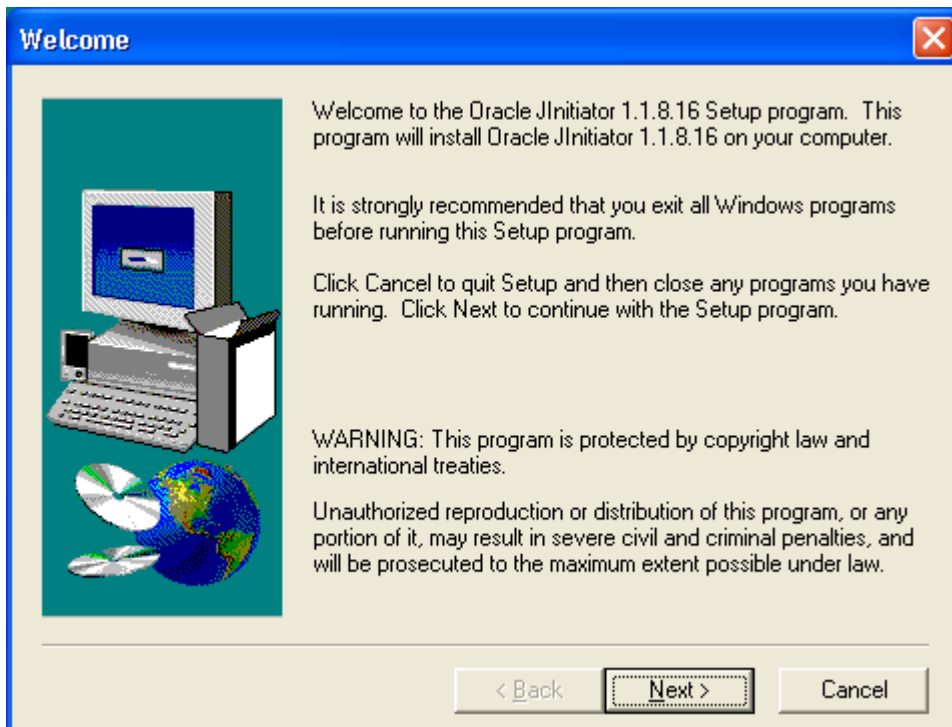 Welcome
Welcome to the Oracle JInitiator 1.1.8.16 Setup program.  This
program will install Oracle JInitiator 1.1.8.16 on your computer.
It is strongly recommended that you exit all Windows programs
before running this Setup program.
Click Cancel to quit Setup and then close any programs you have
running.  Click Next to continue with the Setup program.
WARNING: This program is protected by copyright law and
international treaties.
Unauthorized reproduction or distribution of this program, or any
portion of it, may result in severe civil and criminal penalties, and
will be prosecuted to the maximum extent possible under law.
< Back Next > Cancel